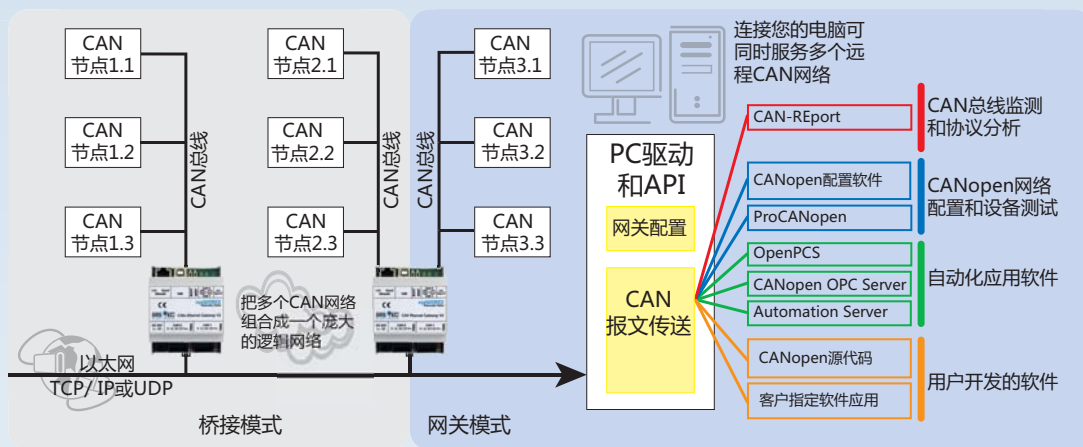 CAN
节点1.1
CAN
节点1.2
CAN
节点1.3
CAN总线
CAN
节点2.1
CAN
节点2.2
CAN
节点2.3
CAN总线
CAN总线
CAN
节点3.1
CAN
节点3.2
CAN
节点3.3
把多个CAN网络
组合成一个庞大
的逻辑网络
以太网
TCP/ IP或UDP
桥接模式
网关模式
连接您的电脑可
同时服务多个远
程CAN网络
PC驱动
和API
网关配置
CAN
报文传送
CAN-REport
CANopen配置软件
ProCANopen
OpenPCS
CANopen OPC Server
Automation Server
CANopen源代码
客户指定软件应用
CAN总线监测
和协议分析
CANopen网络
配置和设备测试
自动化应用软件
用户开发的软件